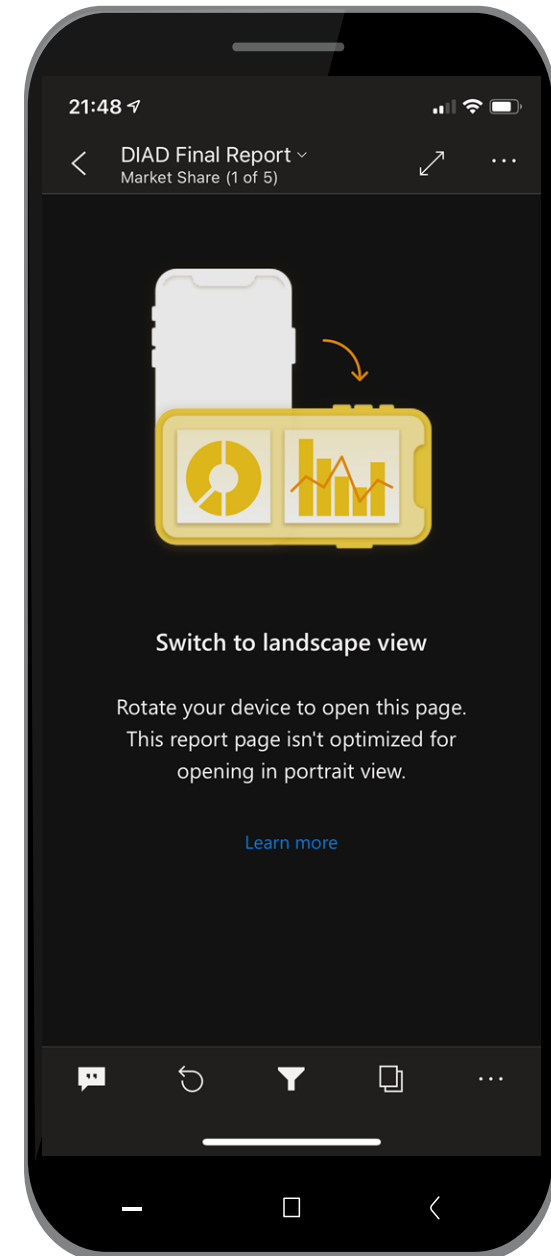 21:48
DIAD Final Report
Market Share (1 of 5)
Switch to landscape view
Rotate your device to open this page.
This report page isn't optimized for
opening in portrait view.
Learn more